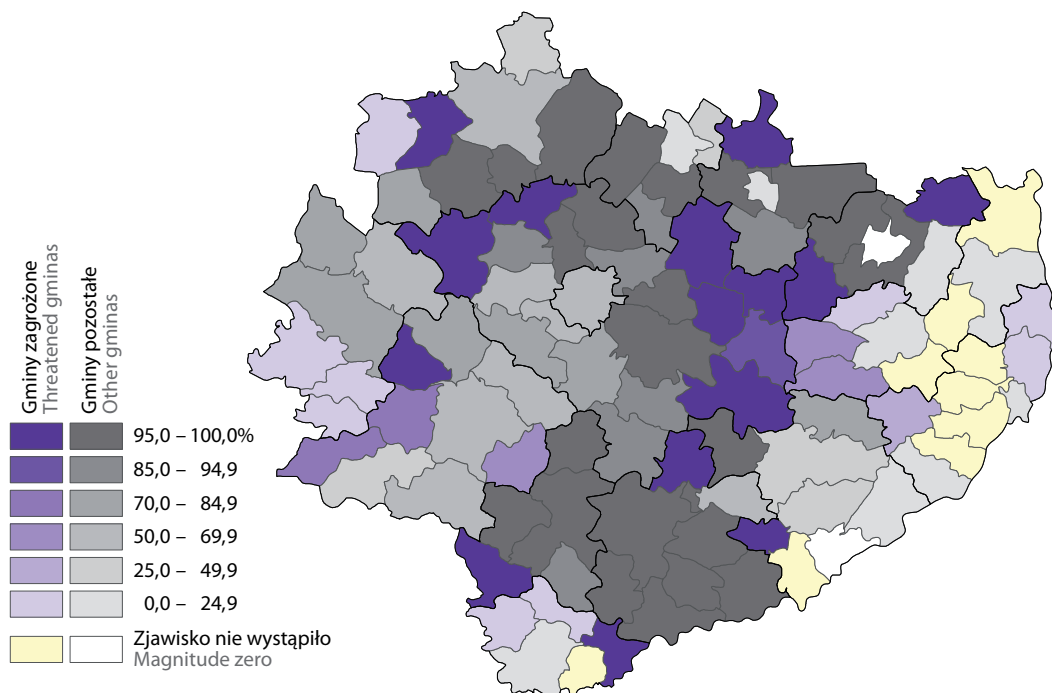 Gminy zagrożone
Threatened gminas
Gminy pozostałe
Other gminas
95,0 – 100,0%
85,0 – 94,9
70,0 – 84,9
50,0 – 69,9
25,0 – 49,9
0,0 – 24,9
Zjawisko nie wystąpiło
Magnitude zero